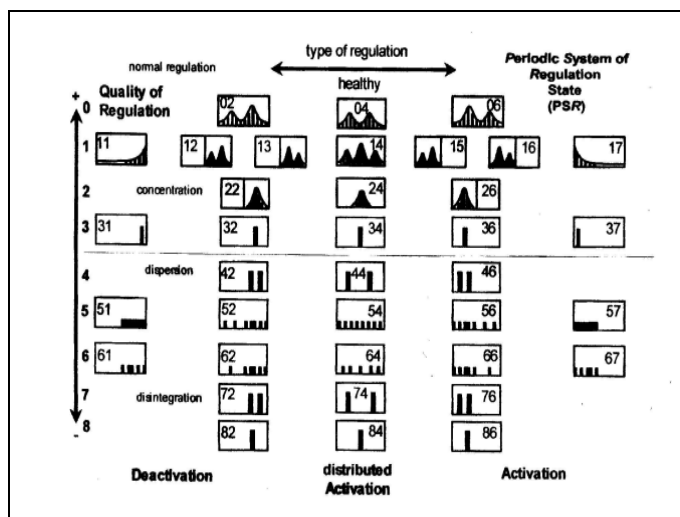 type of regulation
normal regulation
healthy
Periodic System of
Regulation
State
(PSR)
Quality of
Regulation
+
0 02 04 06
1 11 12 13 14 15 16 17
2 concentration 22 24 26
3 31 32 34 36 37
4 dispersion 42 44 46
5 51 52 54 56 57
6 61 62 64 66 67
7 disintegration 72 74 76
8 82 84 86
-
Deactivation distributed Activation
Activation